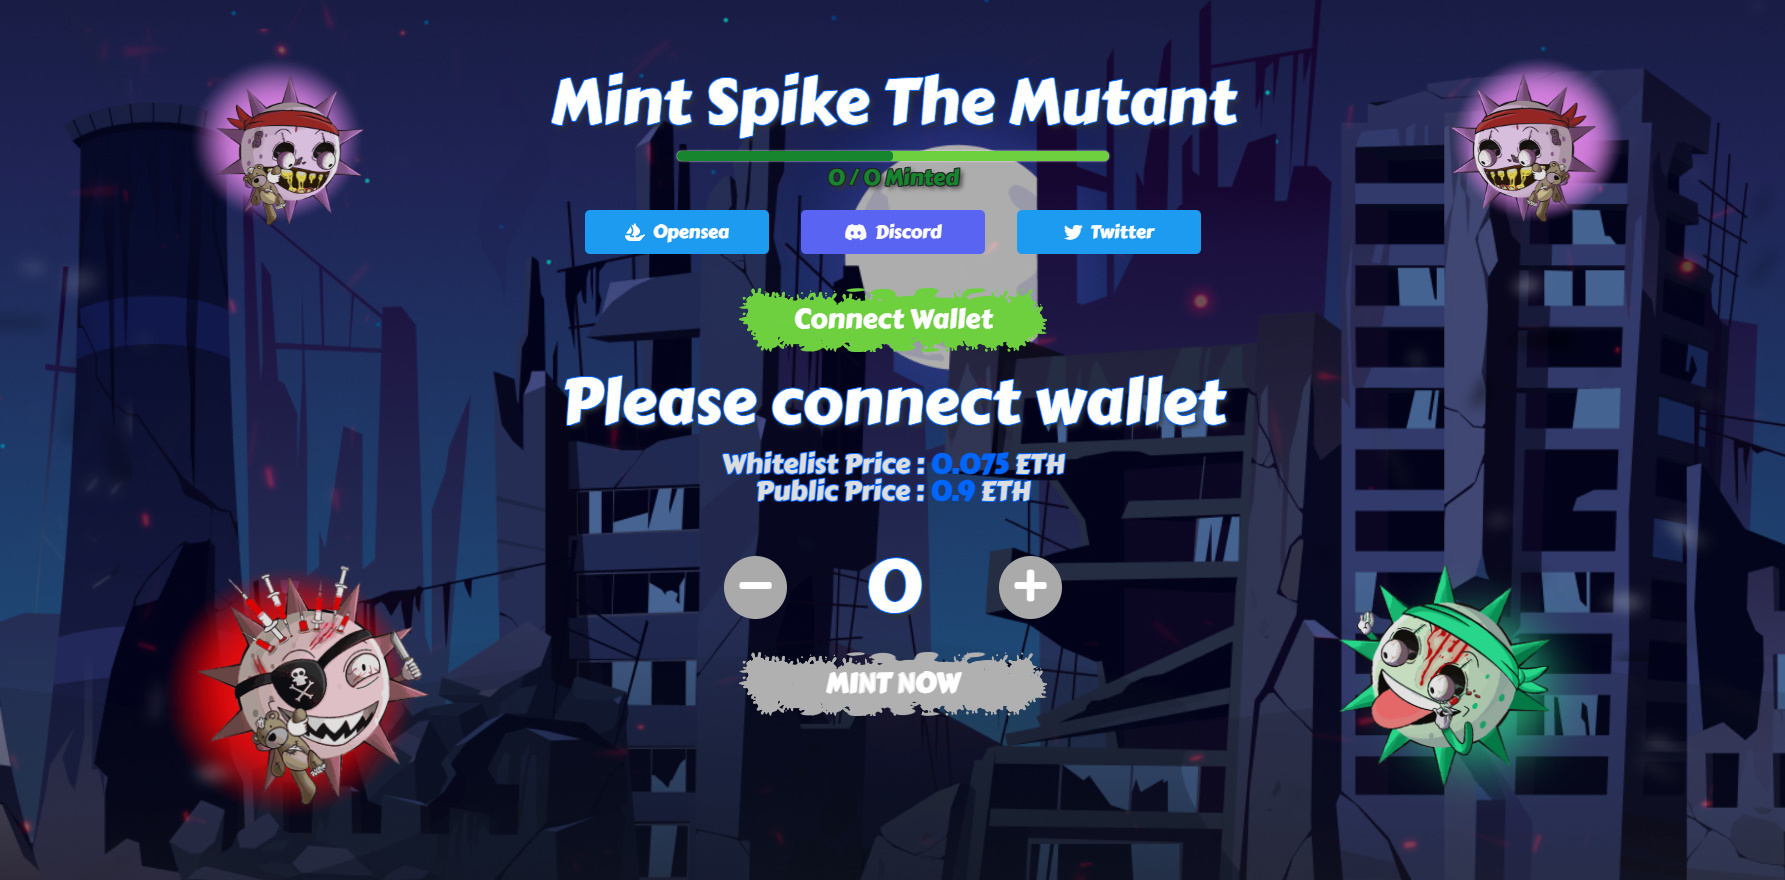 Mint Spike The Mutant
0 / 0 Minted
Opensea
Discord
Twitter
Connect Wallet
Please connect wallet
Whitelist Price : 0.075 ETH
Public Price : 0.9 ETH
0
MINT NOW